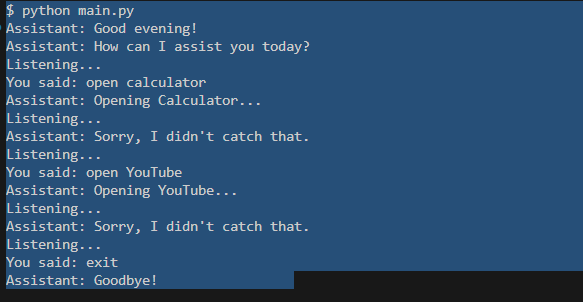 $ python main.py
Assistant: Good evening!
Assistant: How can I assist you today?
Listening...
You said: open calculator
Assistant: Opening Calculator...
Listening...
Assistant: Sorry, I didn't catch that.
Listening...
You said: open YouTube
Assistant: Opening YouTube...
Listening...
Assistant: Sorry, I didn't catch that.
Listening...
You said: exit
Assistant: Goodbye!